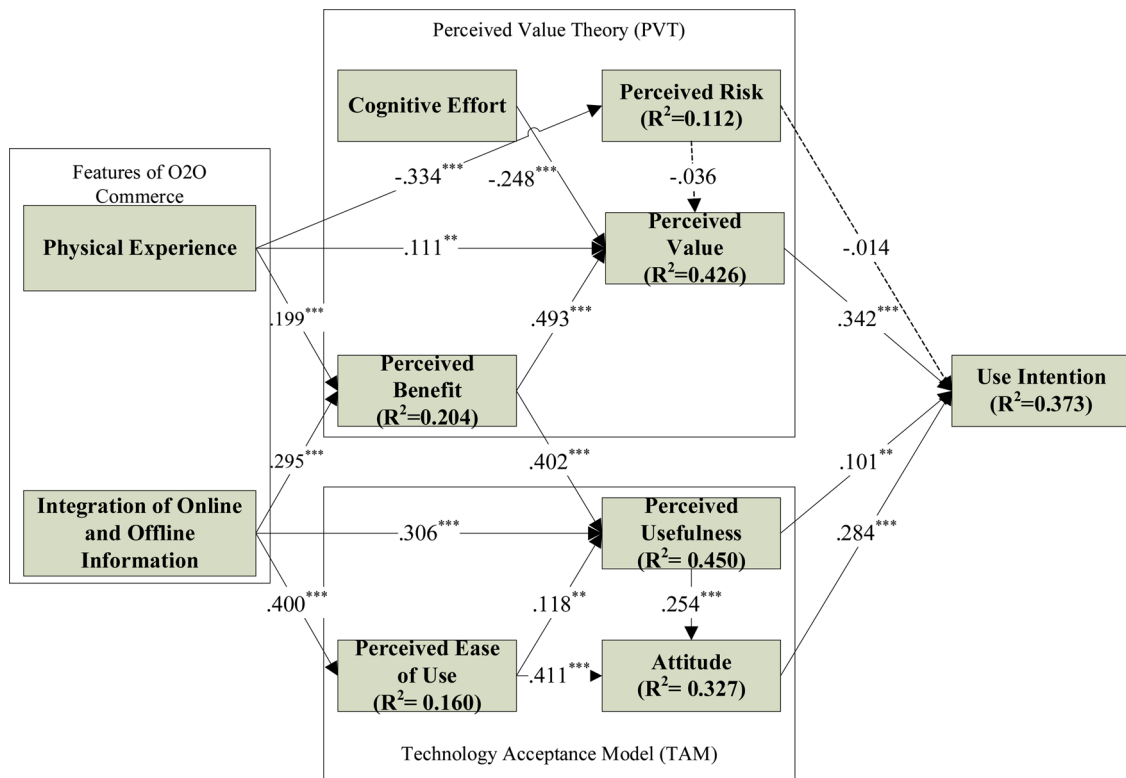 Perceived Value Theory (PVT)
Cognitive Effort
Perceived Risk
(R²=0.112)
Features of O2O
Commerce
-.334***
-.248***
-.036
Physical Experience
.111**
Perceived
Value
(R²=0.426)
-.014
.199***
.493***
.342***
Perceived
Benefit
(R²=0.204)
Use Intention
(R²=0.373)
.295***
.402***
.101**
Integration of Online
and Offline
Information
.306***
Perceived
Usefulness
(R²= 0.450)
.284***
.400***
.118**
.254***
Perceived Ease
of Use
(R²= 0.160)
.411***
Attitude
(R²= 0.327)
Technology Acceptance Model (TAM)